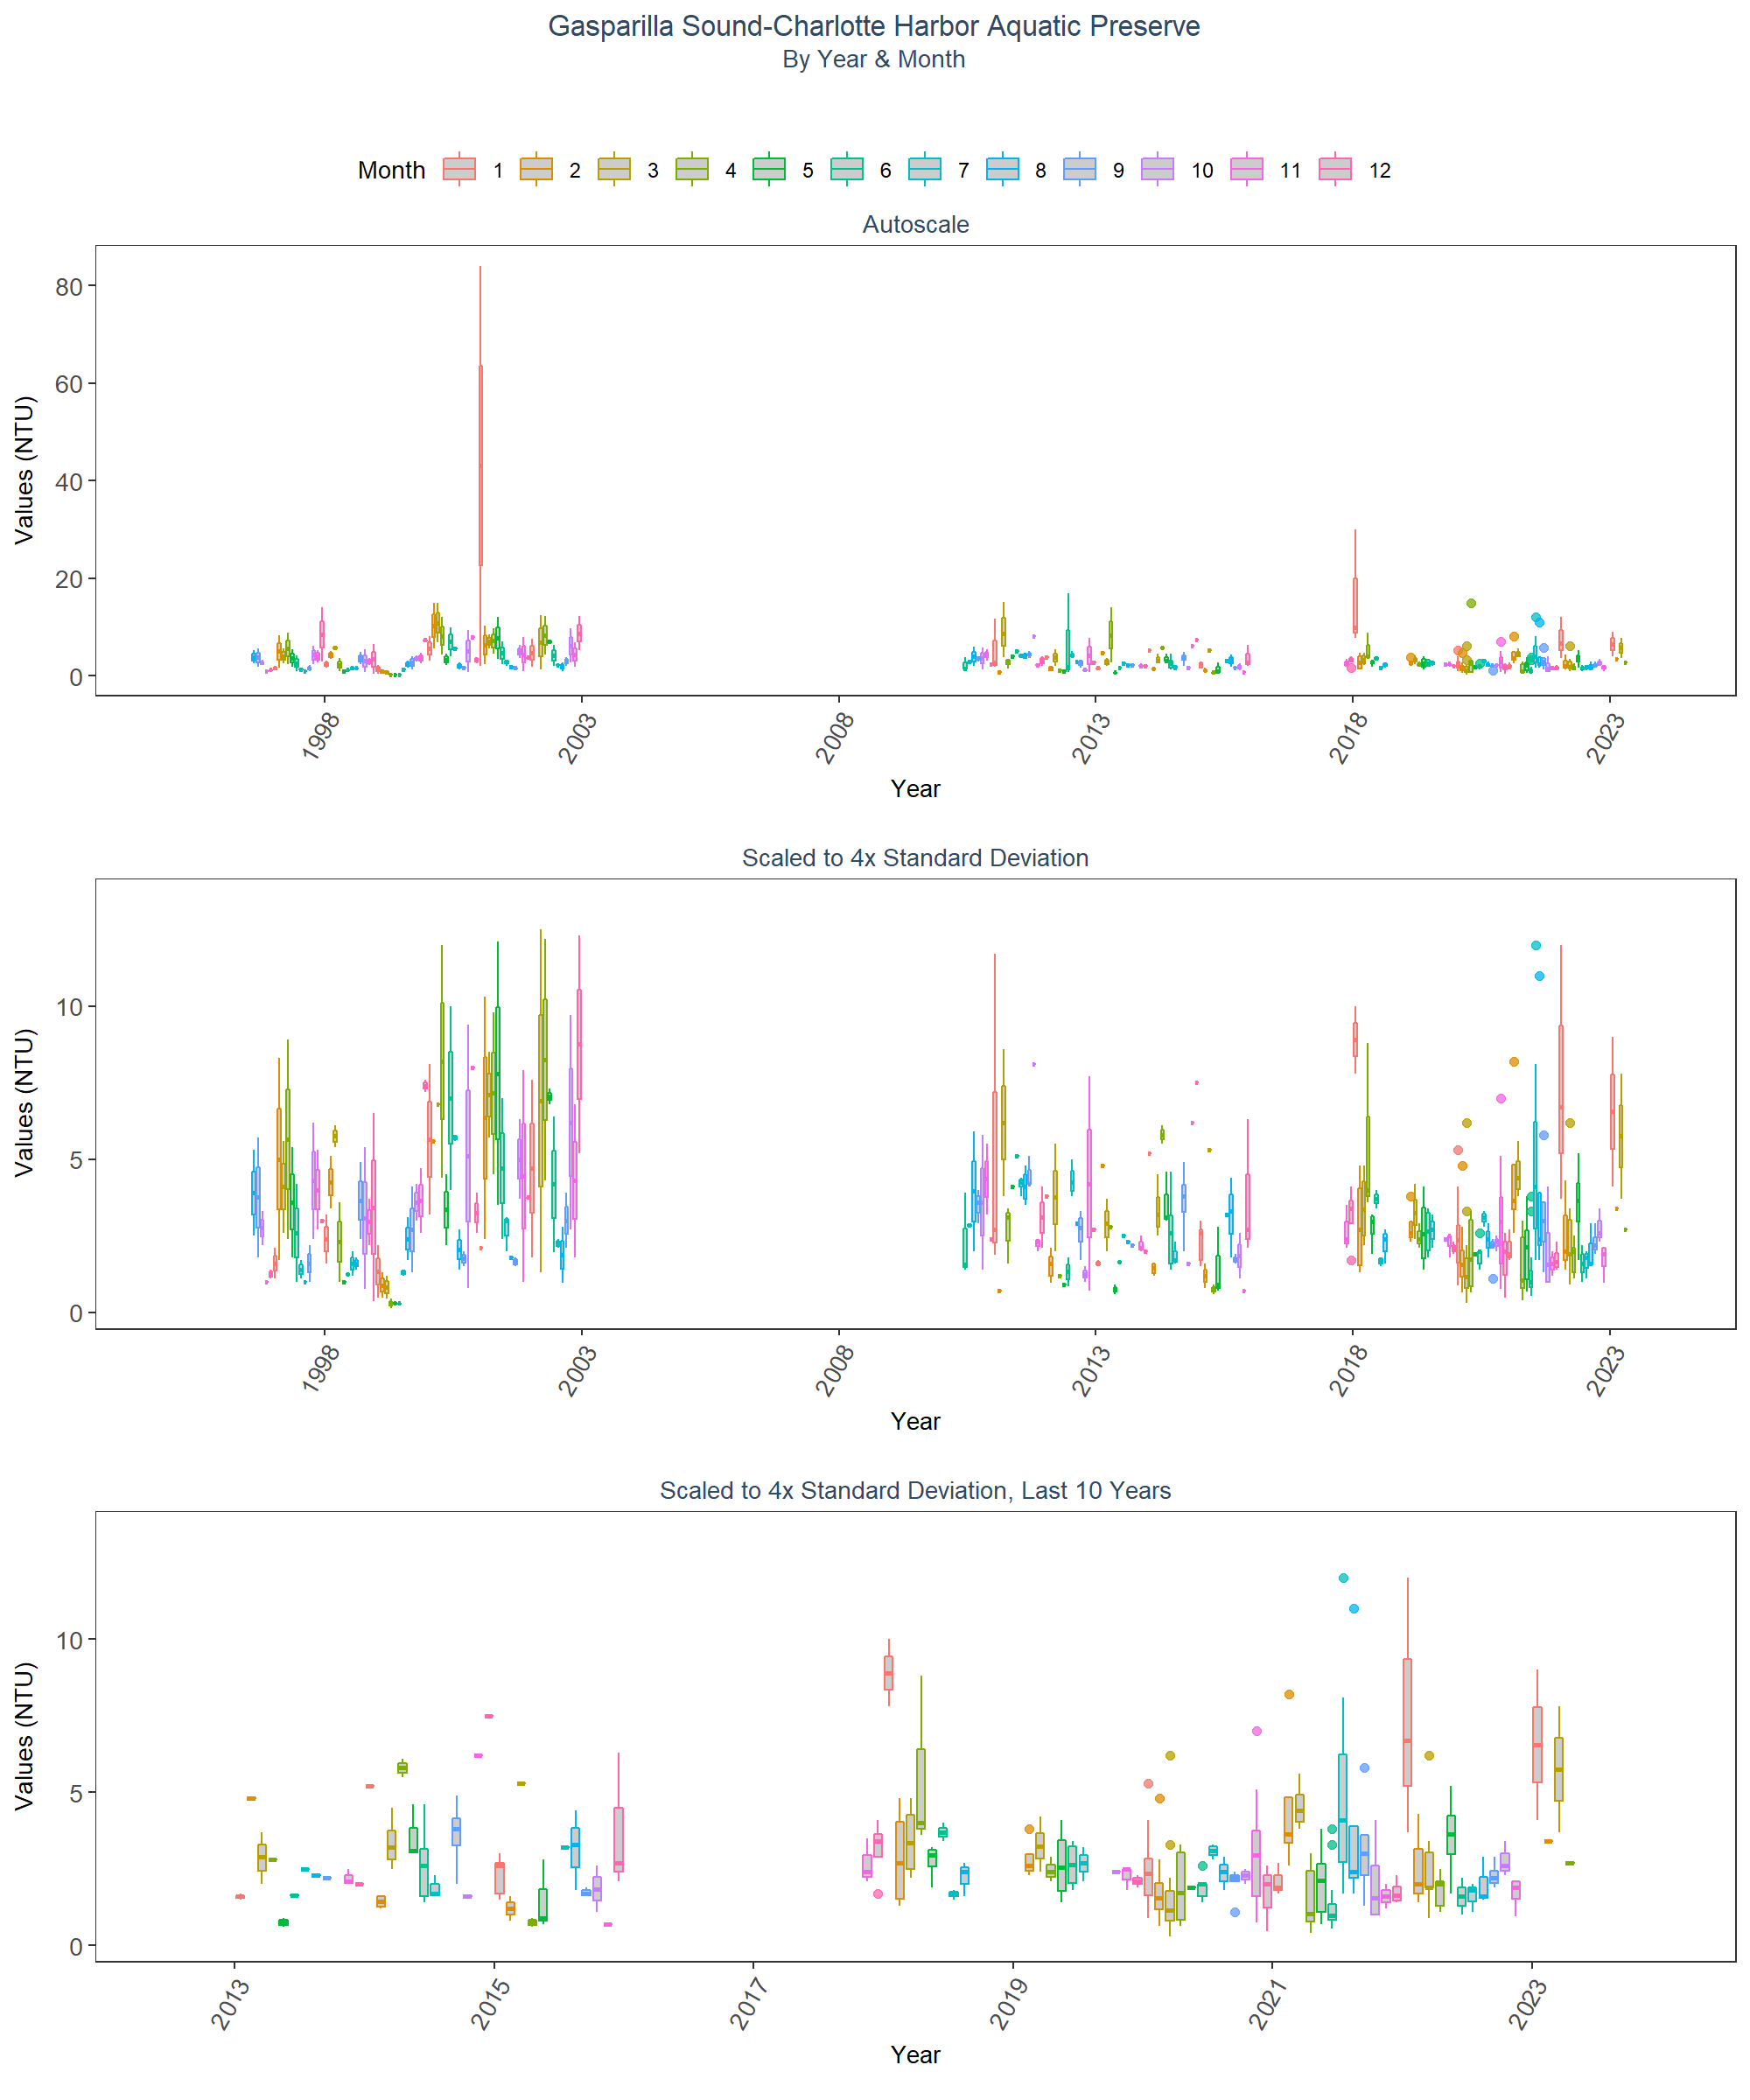 Gasparilla Sound-Charlotte Harbor Aquatic Preserve
By Year & Month
Month 1 2 3 4 5 6 7 8 9 10 11 12
Autoscale
Values (NTU)
80
60
40
20
0
1998 2003 2008 2013 2018 2023
Year
Scaled to 4x Standard Deviation
Values (NTU)
10
5
0
1998 2003 2008 2013 2018 2023
Year
Scaled to 4x Standard Deviation, Last 10 Years
Values (NTU)
10
5
0
2013 2015 2017 2019 2021 2023
Year